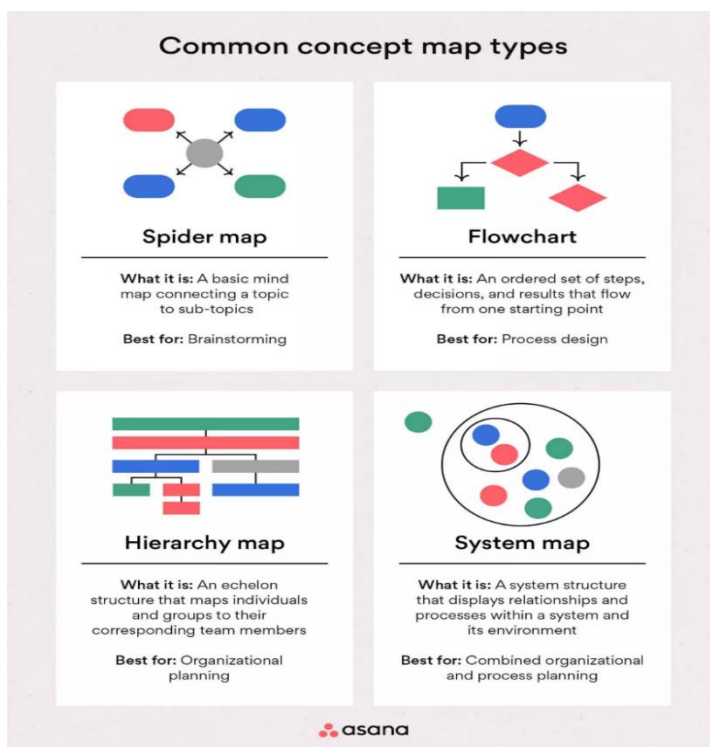 Common concept map types
Spider map
What it is: A basic mind
map connecting a topic
to sub-topics
Best for: Brainstorming
Flowchart
What it is: An ordered set of steps,
decisions, and results that flow
from one starting point
Best for: Process design
Hierarchy map
What it is: An echelon
structure that maps individuals
and groups to their
corresponding team members
Best for: Organizational
planning
System map
What it is: A system structure
that displays relationships and
processes within a system and
its environment
Best for: Combined organizational
and process planning
asana